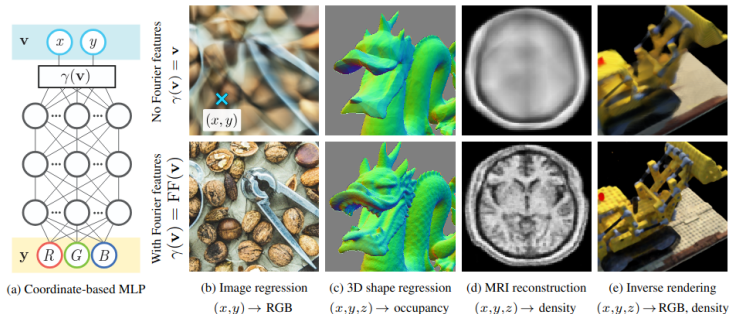 v
x
y
γ(v)
...
...
...
...
...
...
y
R
G
B
(a) Coordinate-based MLP
No Fourier features
γ(v) = v
With Fourier features
γ(v) = FF(v)
(x, y)
(b) Image regression
(x,y) → RGB
(c) 3D shape regression
(x,y,z) → occupancy
(d) MRI reconstruction
(x,y,z) → density
(e) Inverse rendering
(x,y,z) → RGB, density